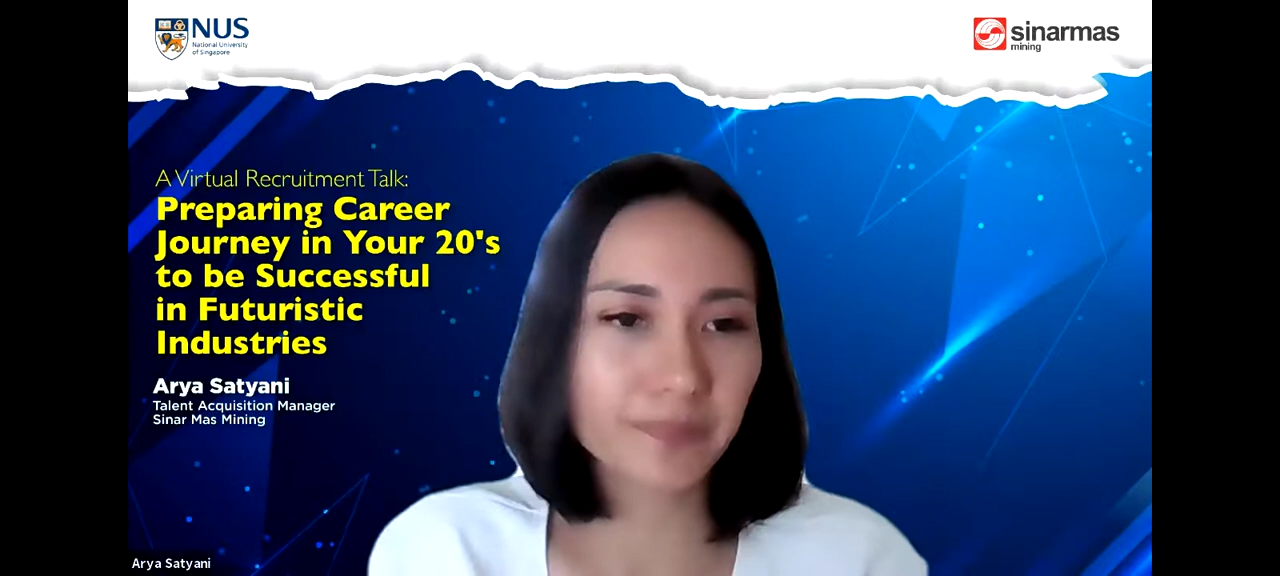 NUS
National University
of Singapore
sinarmas
mining
A Virtual Recruitment Talk:
Preparing Career
Journey in Your 20's
to be Successful
in Futuristic
Industries
Arya Satyani
Talent Acquisition Manager
Sinar Mas Mining
Arya Satyani